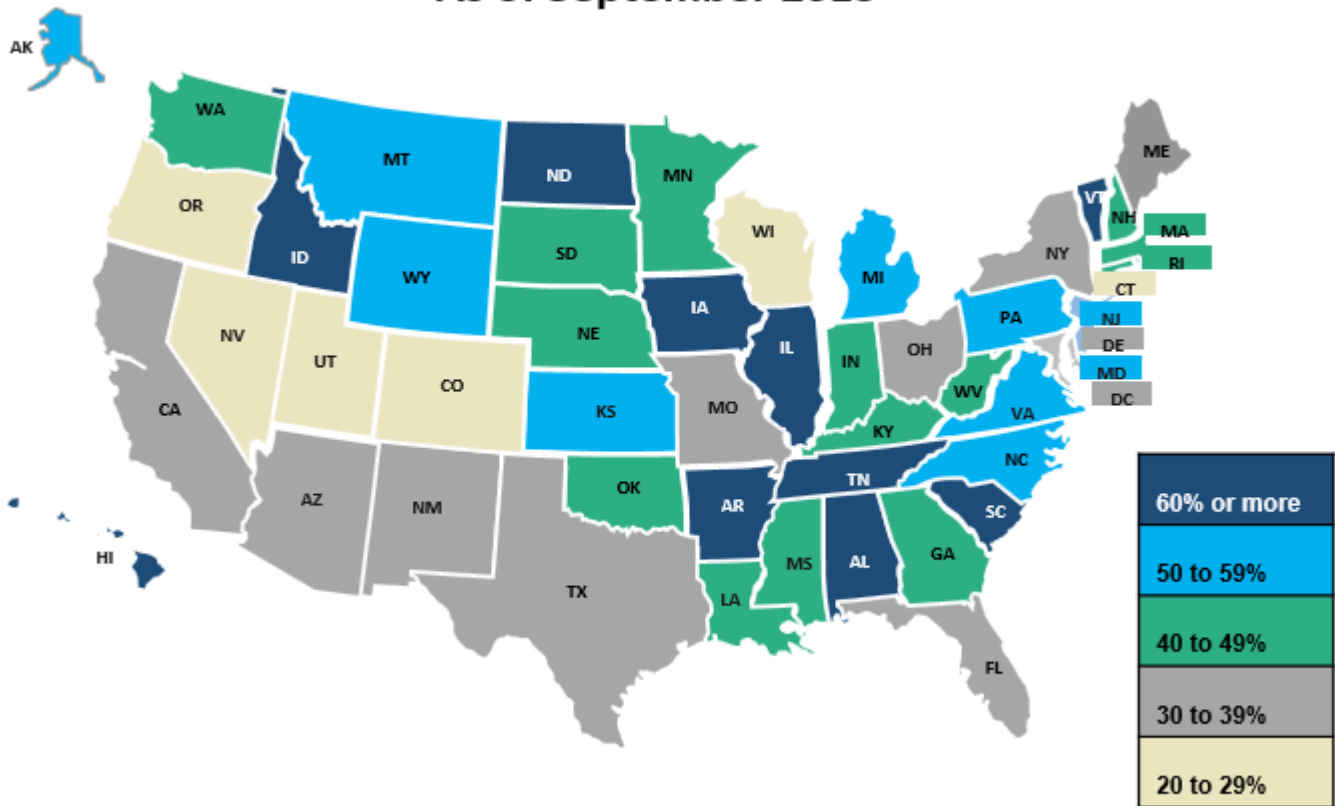 AK
WA
MT
ND
MN
ME
VT
NH
MA
OR
ID
WY
SD
WI
MI
NY
RI
CT
NV
UT
CO
NE
IA
IL
IN
OH
PA
NJ
DE
MD
DC
CA
KS
MO
KY
WV
VA
AZ
NM
OK
AR
TN
NC
SC
HI
TX
LA
MS
AL
GA
FL
60% or more
50 to 59%
40 to 49%
30 to 39%
20 to 29%